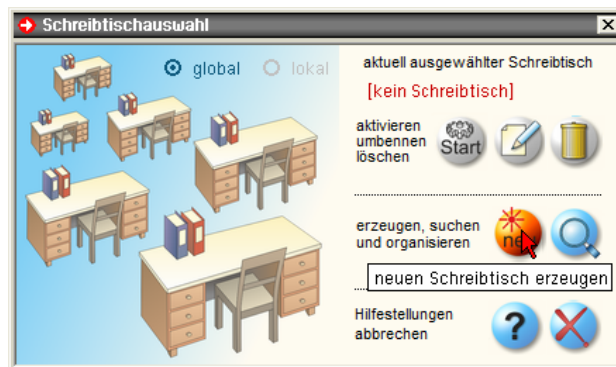 Schreibtischauswahl
global
lokal
aktuell ausgewählter Schreibtisch
[kein Schreibtisch]
aktivieren
umbennen
löschen
Start
erzeugen, suchen
und organisieren
neuen Schreibtisch erzeugen
Hilfestellungen
abbrechen
?